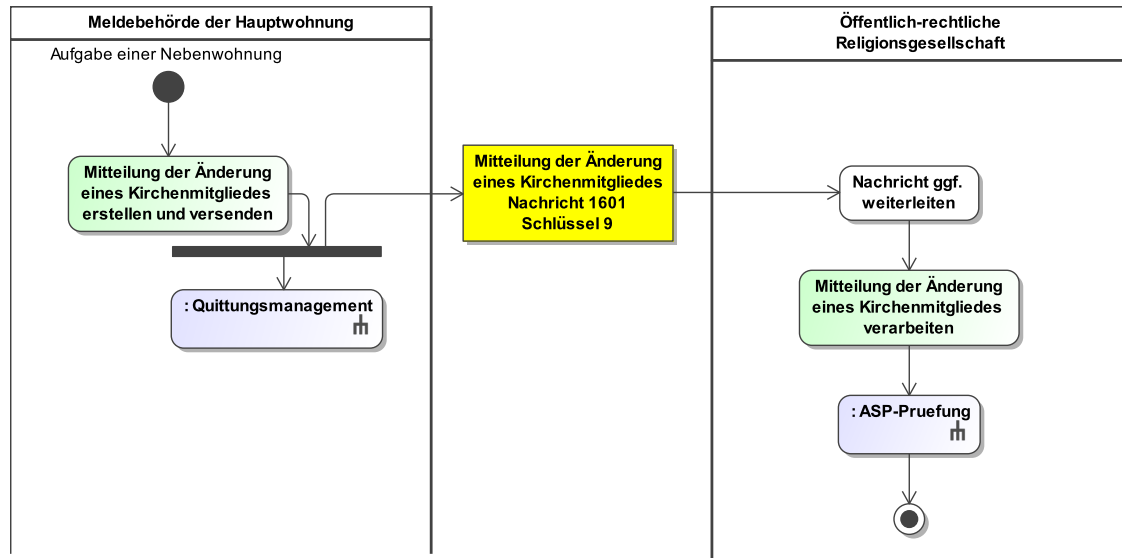 Meldebehörde der Hauptwohnung
Aufgabe einer Nebenwohnung
Mitteilung der Änderung
eines Kirchenmitgliedes
erstellen und versenden
: Quittungsmanagement
Mitteilung der Änderung
eines Kirchenmitgliedes
Nachricht 1601
Schlüssel 9
Öffentlich-rechtliche
Religionsgesellschaft
Nachricht ggf.
weiterleiten
Mitteilung der Änderung
eines Kirchenmitgliedes
verarbeiten
: ASP-Pruefung